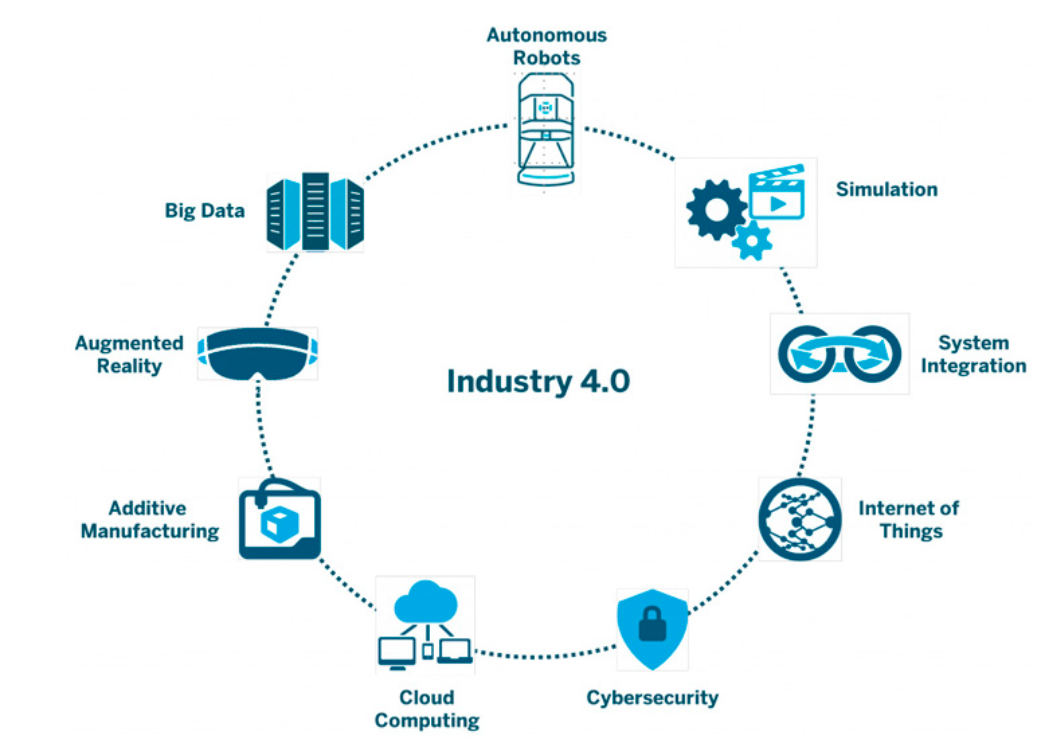 Autonomous
Robots
Simulation
System
Integration
Internet of
Things
Cybersecurity
Cloud
Computing
Additive
Manufacturing
Augmented
Reality
Big Data
Industry 4.0